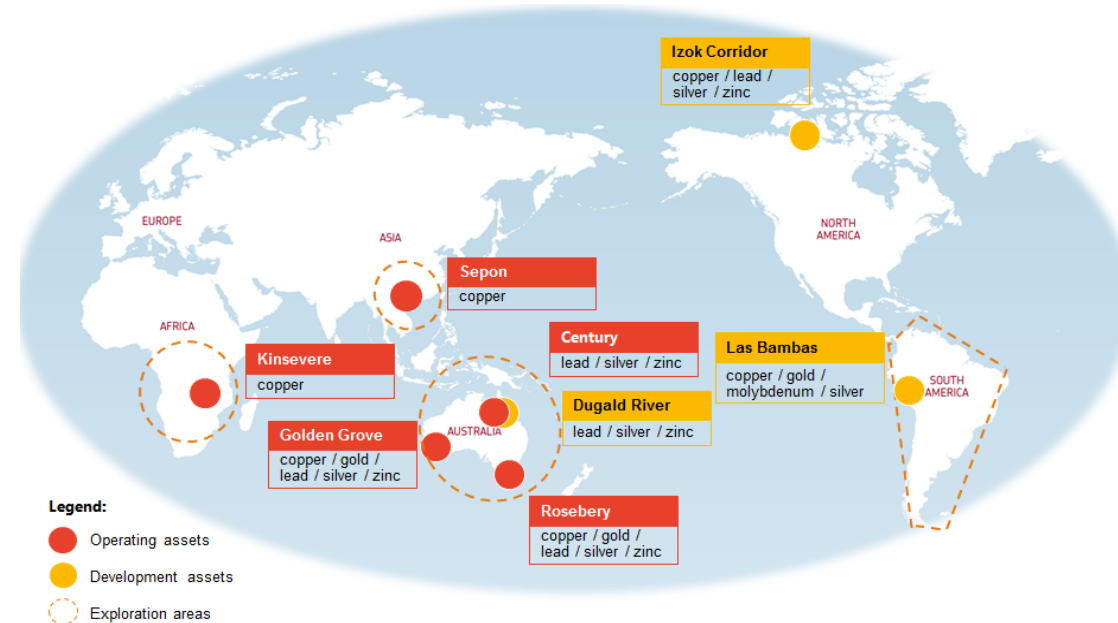 Izok Corridor
copper / lead /
silver / zinc
EUROPE
ASIA
NORTH
AMERICA
Sepon
copper
AFRICA
Century
lead / silver / zinc
Las Bambas
copper / gold /
molybdenum / silver
Kinsevere
copper
SOUTH
AMERICA
Dugald River
lead / silver / zinc
Golden Grove
copper / gold /
lead / silver / zinc
AUSTRALIA
Rosebery
copper / gold /
lead / silver / zinc
Legend:
Operating assets
Development assets
Exploration areas